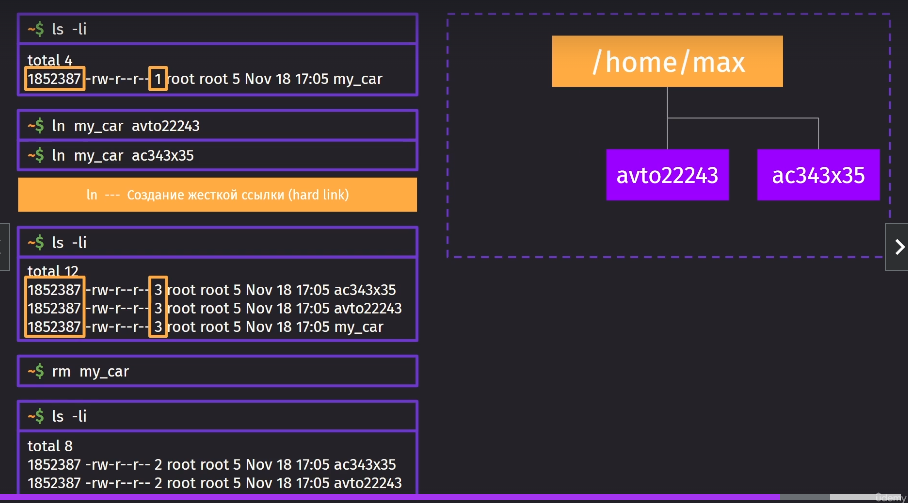 ~$ ls -li
total 4
1852387 -rw-r--r-- 1 root root 5 Nov 18 17:05 my_car
~$ ln my_car avto22243
~$ ln my_car ac343x35
ln --- Создание жесткой ссылки (hard link)
~$ ls -li
total 12
1852387 -rw-r--r-- 3 root root 5 Nov 18 17:05 ac343x35
1852387 -rw-r--r-- 3 root root 5 Nov 18 17:05 avto22243
1852387 -rw-r--r-- 3 root root 5 Nov 18 17:05 my_car
~$ rm my_car
~$ ls -li
total 8
1852387 -rw-r--r-- 2 root root 5 Nov 18 17:05 ac343x35
1852387 -rw-r--r-- 2 root root 5 Nov 18 17:05 avto22243
/home/max
avto22243
ac343x35
Udemy